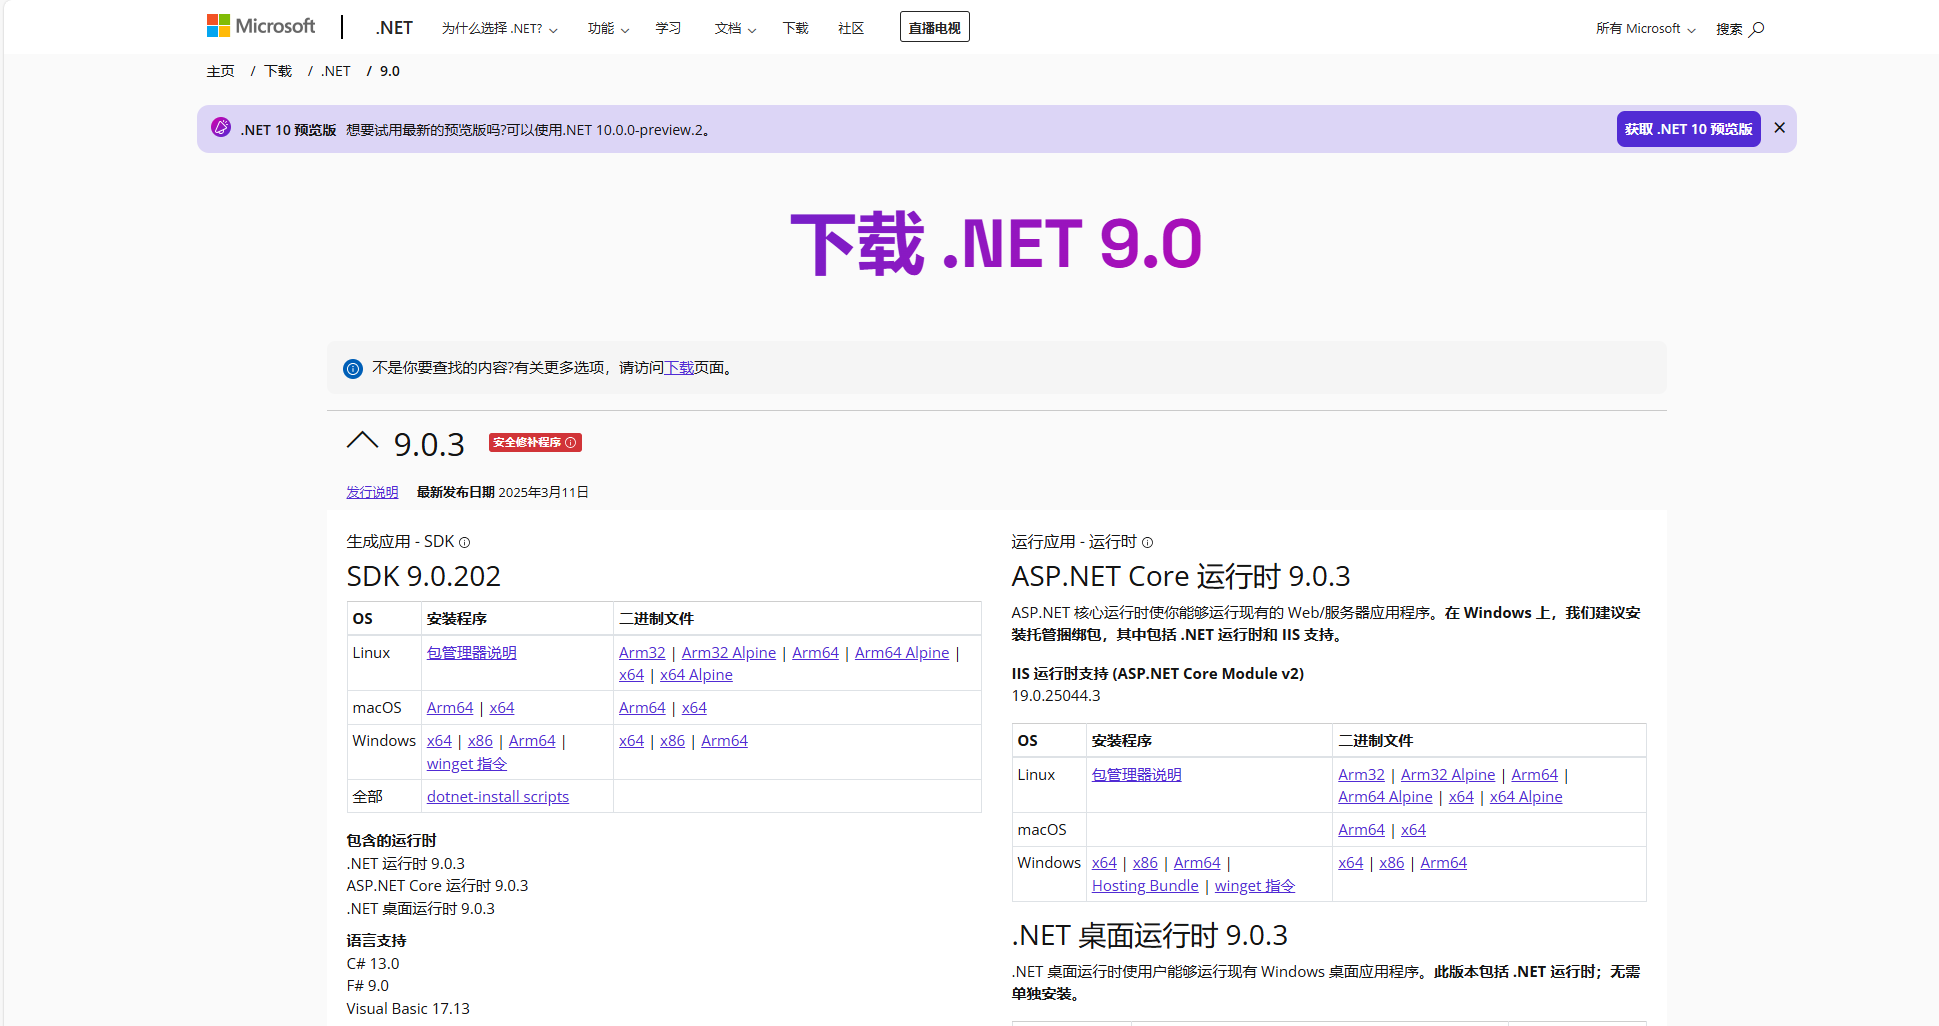 Microsoft
.NET 为什么选择 .NET? 功能 学习 文档 下载 社区 直播电视 所有 Microsoft 搜索
主页 / 下载 / .NET / 9.0
.NET 10 预览版 想要试用最新的预览版吗?可以使用.NET 10.0.0-preview.2。 获取 .NET 10 预览版
下载 .NET 9.0
不是你要查找的内容?有关更多选项，请访问下载页面。
9.0.3 安全修补程序
发行说明 最新发布日期 2025年3月11日
生成应用 - SDK
SDK 9.0.202
OS 安装程序 二进制文件
Linux 包管理器说明 Arm32 | Arm32 Alpine | Arm64 | Arm64 Alpine |
x64 | x64 Alpine
macOS Arm64 | x64 Arm64 | x64
Windows x64 | x86 | Arm64 | x64 | x86 | Arm64
winget 指令
全部 dotnet-install scripts
包含的运行时
.NET 运行时 9.0.3
ASP.NET Core 运行时 9.0.3
.NET 桌面运行时 9.0.3
语言支持
C# 13.0
F# 9.0
Visual Basic 17.13
运行应用 - 运行时
ASP.NET Core 运行时 9.0.3
ASP.NET 核心运行时使你能够运行现有的 Web/服务器应用程序。在 Windows 上，我们建议安
装托管捆绑包，其中包括 .NET 运行时和 IIS 支持。
IIS 运行时支持 (ASP.NET Core Module v2)
19.0.25044.3
OS 安装程序 二进制文件
Linux 包管理器说明 Arm32 | Arm32 Alpine | Arm64 |
Arm64 Alpine | x64 | x64 Alpine
macOS Arm64 | x64
Windows x64 | x86 | Arm64 | x64 | x86 | Arm64
Hosting Bundle | winget 指令
.NET 桌面运行时 9.0.3
.NET 桌面运行时使用户能够运行现有 Windows 桌面应用程序。此版本包括 .NET 运行时；无需
单独安装。